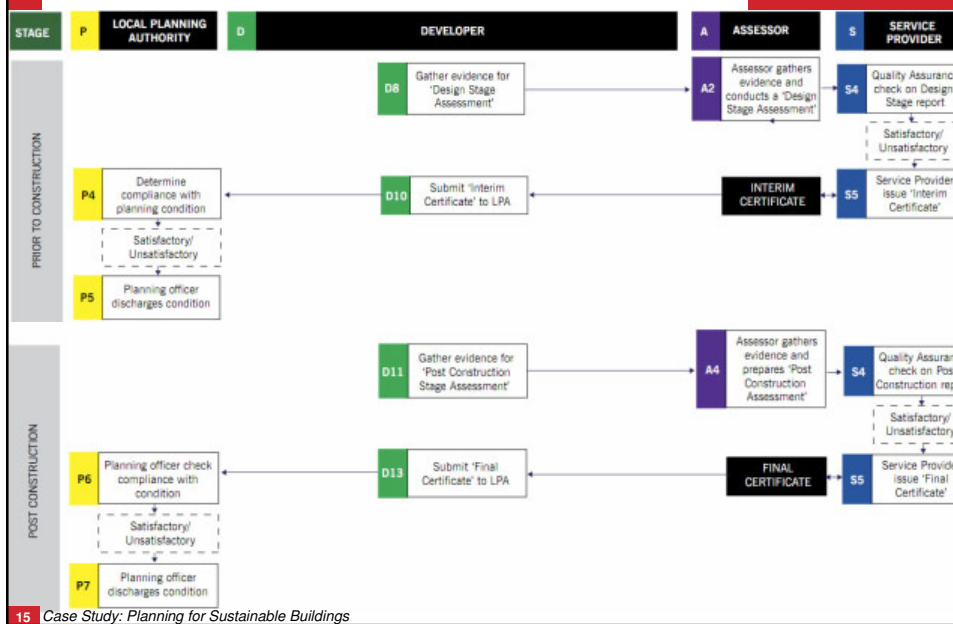 STAGE
P
LOCAL PLANNING
AUTHORITY
D
DEVELOPER
A
ASSESSOR
S
SERVICE
PROVIDER
PRIOR TO CONSTRUCTION
D8
Gather evidence for
'Design Stage
Assessment'
A2
Assessor gathers
evidence and
conducts a 'Design
Stage Assessment'
S4
Quality Assuranc
check on Design
Stage report
Satisfactory/
Unsatisfactory
P4
Determine
compliance with
planning condition
D10
Submit 'Interim
Certificate' to LPA
INTERIM
CERTIFICATE
S5
Service Provider
issue 'Interim
Certificate'
Satisfactory/
Unsatisfactory
P5
Planning officer
discharges condition
POST CONSTRUCTION
D11
Gather evidence for
'Post Construction
Stage Assessment'
A4
Assessor gathers
evidence and
prepares 'Post
Construction
Assessment'
S4
Quality Assuran
check on Pos
Construction rep
Satisfactory/
Unsatisfactory
P6
Planning officer check
compliance with
condition
D13
Submit 'Final
Certificate' to LPA
FINAL
CERTIFICATE
S5
Service Provide
issue 'Final
Certificate'
Satisfactory/
Unsatisfactory
P7
Planning officer
discharges condition
15 Case Study: Planning for Sustainable Buildings